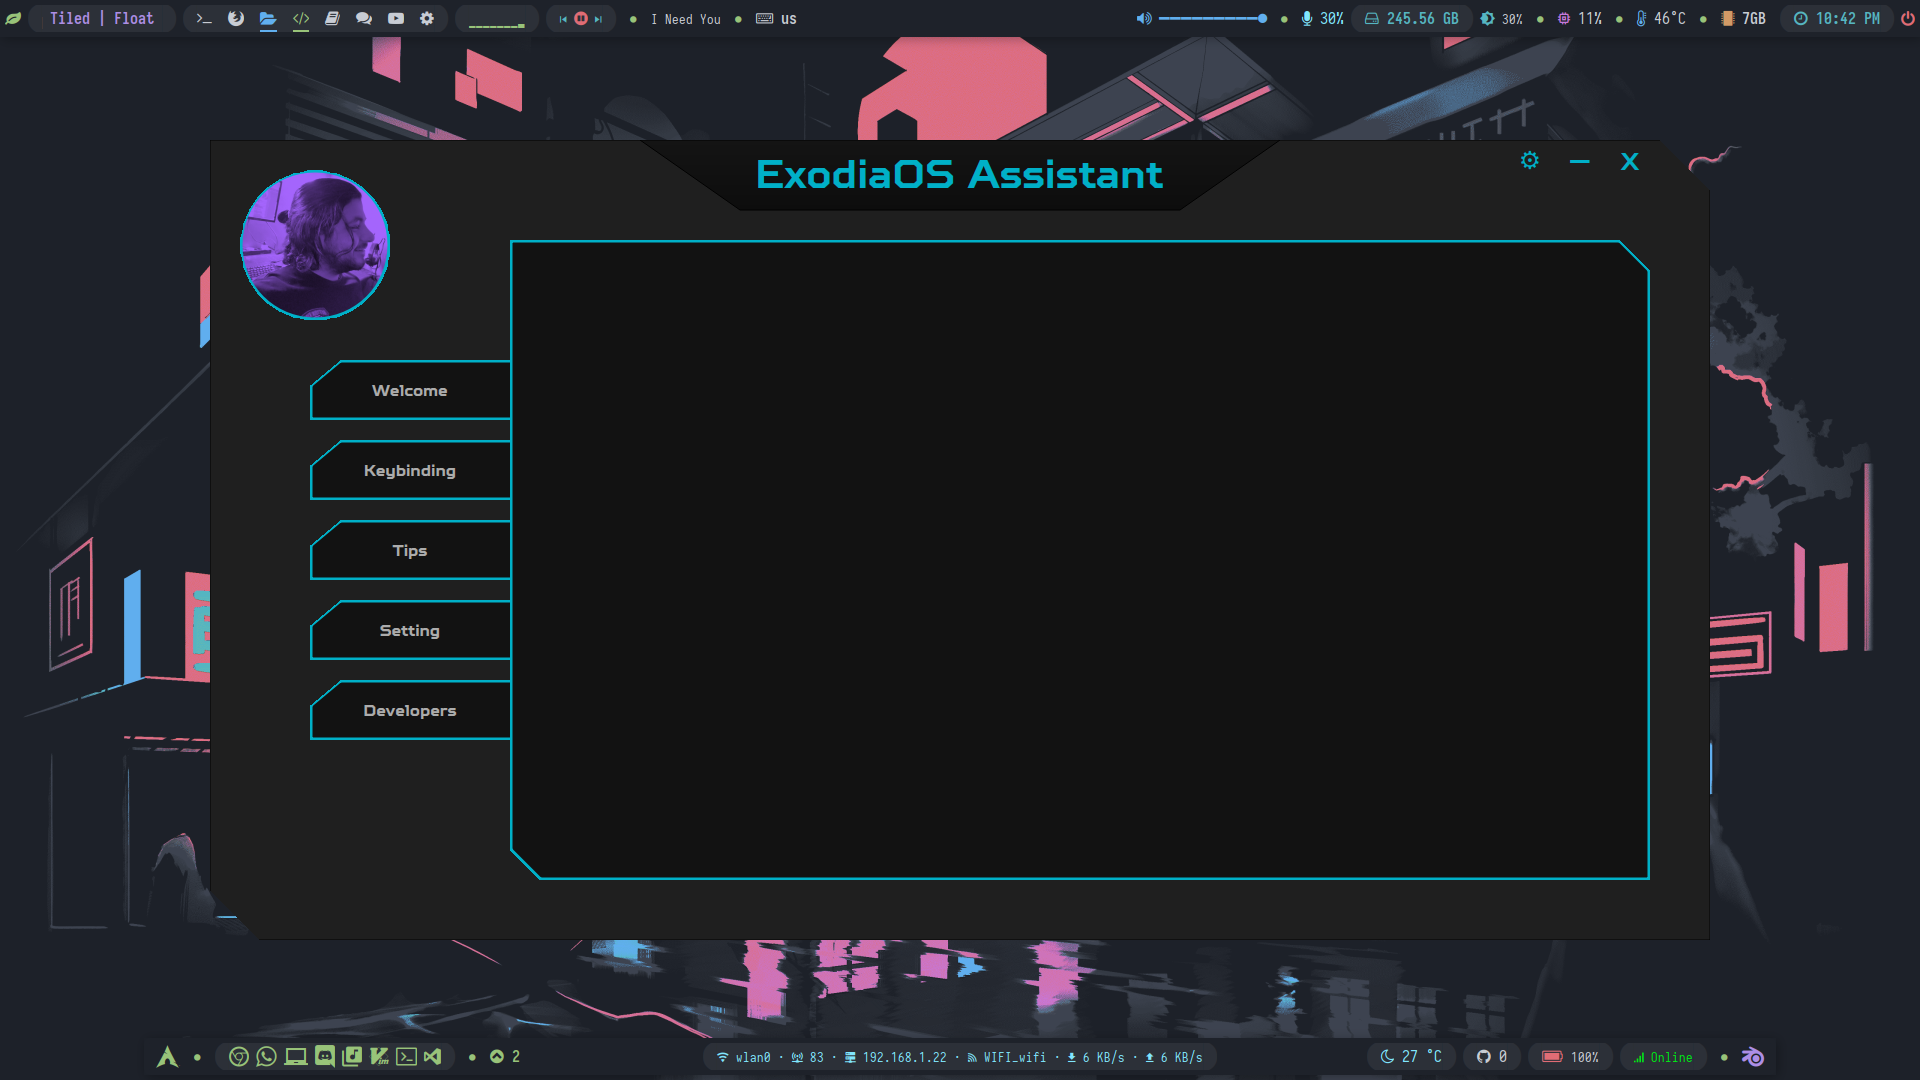 Tiled | Float
I Need You
us
30%
245.56 GB
30%
11%
46°C
7GB
10:42 PM
ExodiaOS Assistant
X
Welcome
Keybinding
Tips
Setting
Developers
2
wlan0 · 83 · 192.168.1.22 · WIFI_wifi · 6 KB/s · 6 KB/s
27 °C
0
100%
Online